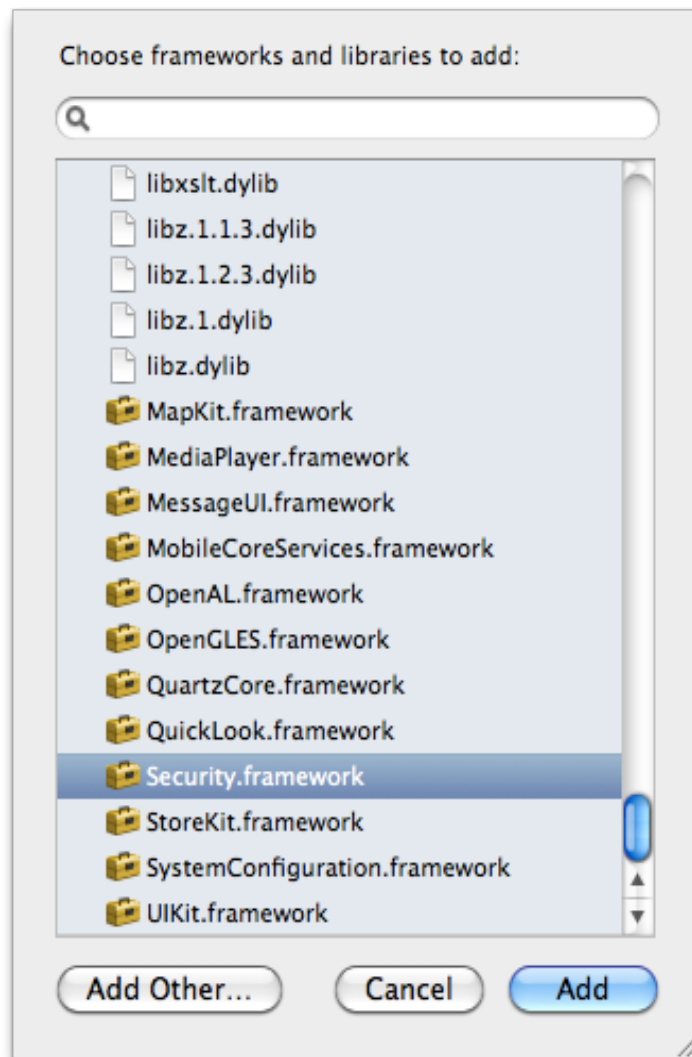 Choose frameworks and libraries to add:
libxslt.dylib
libz.1.1.3.dylib
libz.1.2.3.dylib
libz.1.dylib
libz.dylib
MapKit.framework
MediaPlayer.framework
MessageUI.framework
MobileCoreServices.framework
OpenAL.framework
OpenGLES.framework
QuartzCore.framework
QuickLook.framework
Security.framework
StoreKit.framework
SystemConfiguration.framework
UIKit.framework
Add Other... Cancel Add